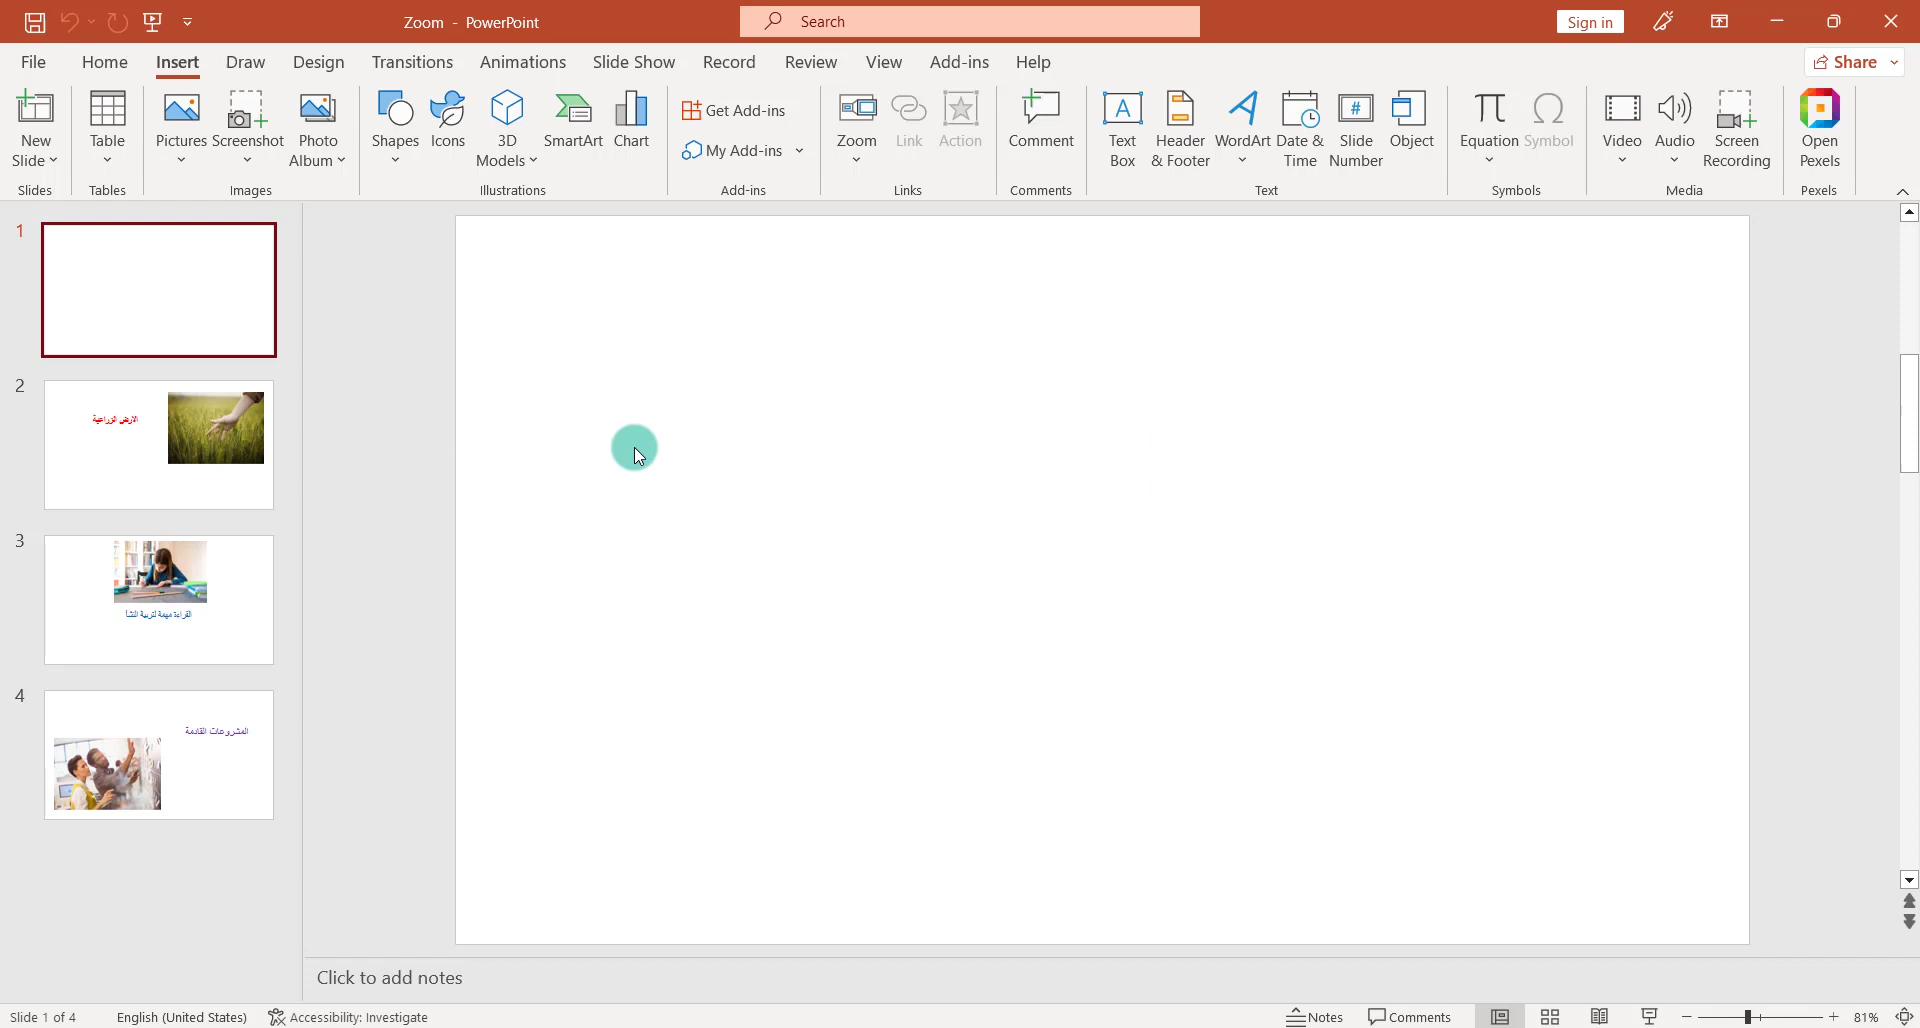 Zoom - PowerPoint
Search
Sign in
File Home Insert Draw Design Transitions Animations Slide Show Record Review View Add-ins Help
Share
New Slide
Table
Pictures
Screenshot
Photo Album
Shapes
Icons
3D Models
SmartArt
Chart
Get Add-ins
My Add-ins
Zoom
Link
Action
Comment
Text Box
Header & Footer
WordArt
Date & Time
Slide Number
Object
Equation
Symbol
Video
Audio
Screen Recording
Open Pexels
Slides Tables Images Illustrations Add-ins Links Comments Text Symbols Media Pexels
1
2
الارض الزراعية
3
القراءة مهمة لتربية النشأ
4
المشروعات القادمة
Click to add notes
Slide 1 of 4 English (United States) Accessibility: Investigate Notes Comments 81%